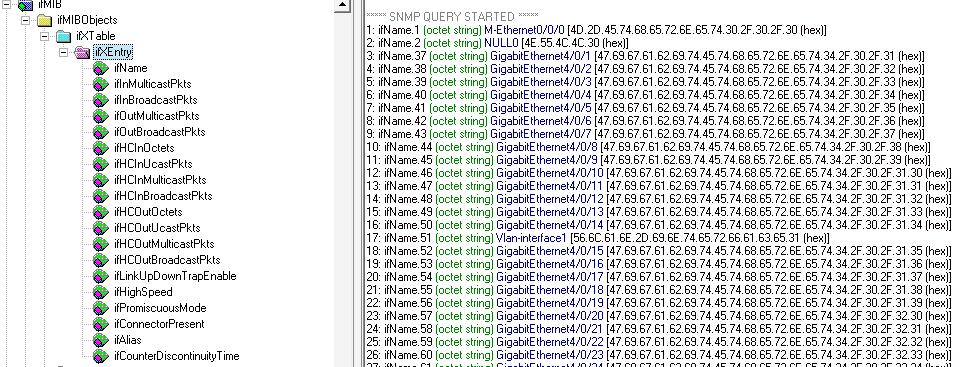 ifMIB
ifMIBObjects
ifXTable
ifXEntry
ifName
ifInMulticastPkts
ifInBroadcastPkts
ifOutMulticastPkts
ifOutBroadcastPkts
ifHCInOctets
ifHCInUcastPkts
ifHCInMulticastPkts
ifHCInBroadcastPkts
ifHCOutOctets
ifHCOutUcastPkts
ifHCOutMulticastPkts
ifHCOutBroadcastPkts
ifLinkUpDownTrapEnable
ifHighSpeed
ifPromiscuousMode
ifConnectorPresent
ifAlias
ifCounterDiscontinuityTime
***** SNMP QUERY STARTED *****
1: ifName.1 (octet string) M-Ethernet0/0/0 [4D.2D.45.74.68.65.72.6E.65.74.30.2F.30.2F.30 (hex)]
2: ifName.2 (octet string) NULL0 [4E.55.4C.4C.30 (hex)]
3: ifName.37 (octet string) GigabitEthernet4/0/1 [47.69.67.61.62.69.74.45.74.68.65.72.6E.65.74.34.2F.30.2F.31 (hex)]
4: ifName.38 (octet string) GigabitEthernet4/0/2 [47.69.67.61.62.69.74.45.74.68.65.72.6E.65.74.34.2F.30.2F.32 (hex)]
5: ifName.39 (octet string) GigabitEthernet4/0/3 [47.69.67.61.62.69.74.45.74.68.65.72.6E.65.74.34.2F.30.2F.33 (hex)]
6: ifName.40 (octet string) GigabitEthernet4/0/4 [47.69.67.61.62.69.74.45.74.68.65.72.6E.65.74.34.2F.30.2F.34 (hex)]
7: ifName.41 (octet string) GigabitEthernet4/0/5 [47.69.67.61.62.69.74.45.74.68.65.72.6E.65.74.34.2F.30.2F.35 (hex)]
8: ifName.42 (octet string) GigabitEthernet4/0/6 [47.69.67.61.62.69.74.45.74.68.65.72.6E.65.74.34.2F.30.2F.36 (hex)]
9: ifName.43 (octet string) GigabitEthernet4/0/7 [47.69.67.61.62.69.74.45.74.68.65.72.6E.65.74.34.2F.30.2F.37 (hex)]
10: ifName.44 (octet string) GigabitEthernet4/0/8 [47.69.67.61.62.69.74.45.74.68.65.72.6E.65.74.34.2F.30.2F.38 (hex)]
11: ifName.45 (octet string) GigabitEthernet4/0/9 [47.69.67.61.62.69.74.45.74.68.65.72.6E.65.74.34.2F.30.2F.39 (hex)]
12: ifName.46 (octet string) GigabitEthernet4/0/10 [47.69.67.61.62.69.74.45.74.68.65.72.6E.65.74.34.2F.30.2F.31.30 (hex)]
13: ifName.47 (octet string) GigabitEthernet4/0/11 [47.69.67.61.62.69.74.45.74.68.65.72.6E.65.74.34.2F.30.2F.31.31 (hex)]
14: ifName.48 (octet string) GigabitEthernet4/0/12 [47.69.67.61.62.69.74.45.74.68.65.72.6E.65.74.34.2F.30.2F.31.32 (hex)]
15: ifName.49 (octet string) GigabitEthernet4/0/13 [47.69.67.61.62.69.74.45.74.68.65.72.6E.65.74.34.2F.30.2F.31.33 (hex)]
16: ifName.50 (octet string) GigabitEthernet4/0/14 [47.69.67.61.62.69.74.45.74.68.65.72.6E.65.74.34.2F.30.2F.31.34 (hex)]
17: ifName.51 (octet string) Vlan-interface1 [56.6C.61.6E.2D.69.6E.74.65.72.66.61.63.65.31 (hex)]
18: ifName.52 (octet string) GigabitEthernet4/0/15 [47.69.67.61.62.69.74.45.74.68.65.72.6E.65.74.34.2F.30.2F.31.35 (hex)]
19: ifName.53 (octet string) GigabitEthernet4/0/16 [47.69.67.61.62.69.74.45.74.68.65.72.6E.65.74.34.2F.30.2F.31.36 (hex)]
20: ifName.54 (octet string) GigabitEthernet4/0/17 [47.69.67.61.62.69.74.45.74.68.65.72.6E.65.74.34.2F.30.2F.31.37 (hex)]
21: ifName.55 (octet string) GigabitEthernet4/0/18 [47.69.67.61.62.69.74.45.74.68.65.72.6E.65.74.34.2F.30.2F.31.38 (hex)]
22: ifName.56 (octet string) GigabitEthernet4/0/19 [47.69.67.61.62.69.74.45.74.68.65.72.6E.65.74.34.2F.30.2F.31.39 (hex)]
23: ifName.57 (octet string) GigabitEthernet4/0/20 [47.69.67.61.62.69.74.45.74.68.65.72.6E.65.74.34.2F.30.2F.32.30 (hex)]
24: ifName.58 (octet string) GigabitEthernet4/0/21 [47.69.67.61.62.69.74.45.74.68.65.72.6E.65.74.34.2F.30.2F.32.31 (hex)]
25: ifName.59 (octet string) GigabitEthernet4/0/22 [47.69.67.61.62.69.74.45.74.68.65.72.6E.65.74.34.2F.30.2F.32.32 (hex)]
26: ifName.60 (octet string) GigabitEthernet4/0/23 [47.69.67.61.62.69.74.45.74.68.65.72.6E.65.74.34.2F.30.2F.32.33 (hex)]